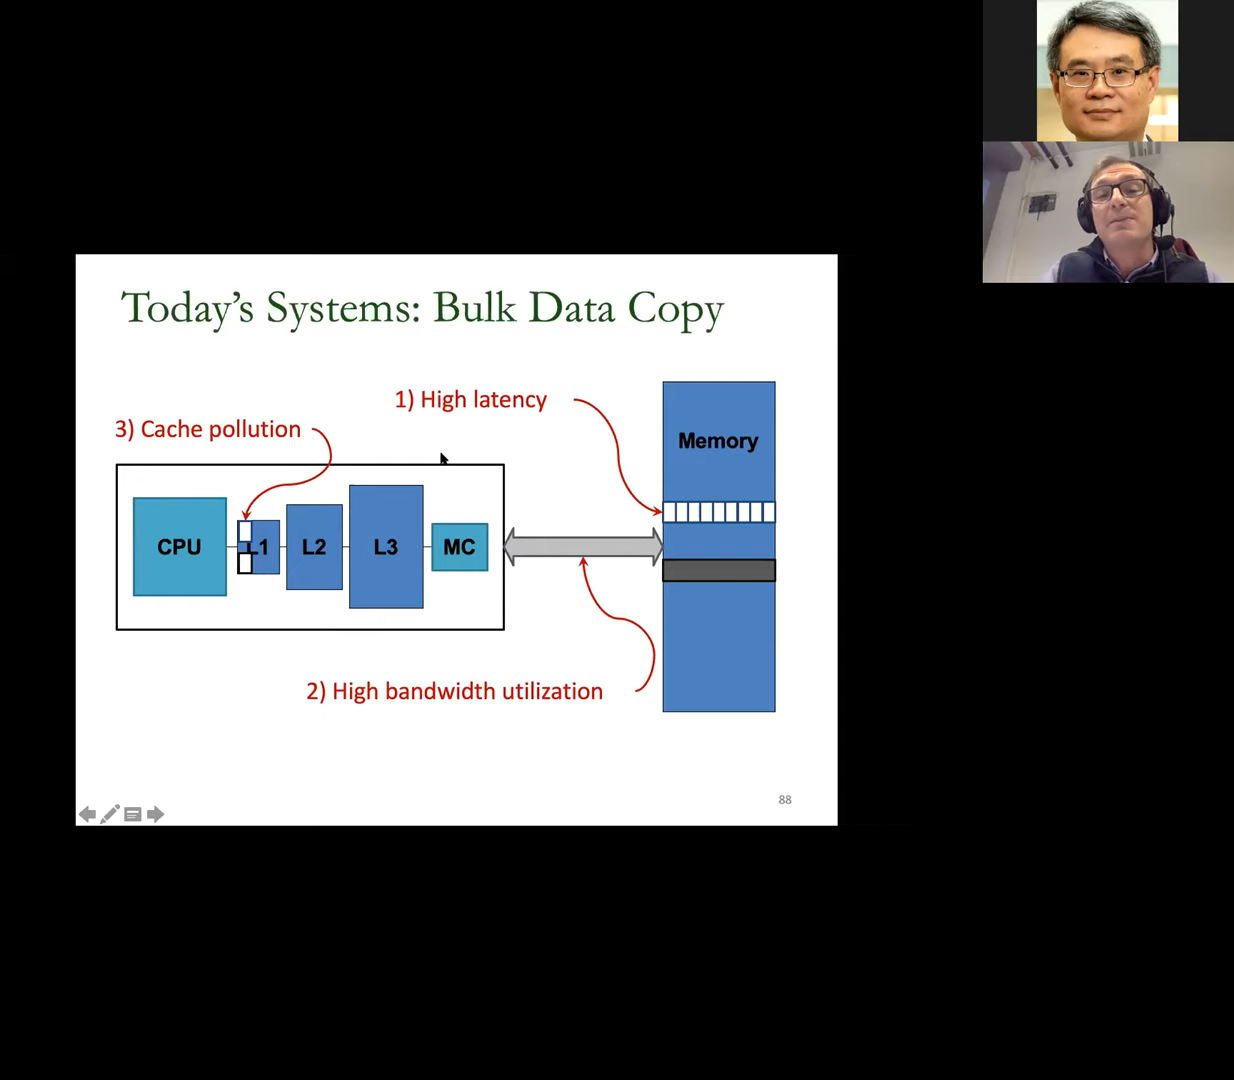 Today's Systems: Bulk Data Copy
1) High latency
3) Cache pollution
Memory
CPU
L1
L2
L3
MC
2) High bandwidth utilization
88